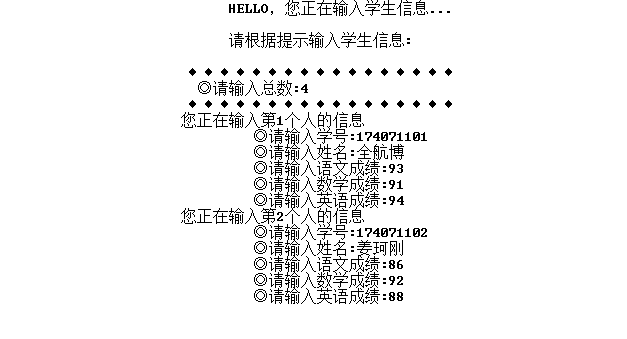 HELLO, 您正在输入学生信息...
请根据提示输入学生信息:
◆ ◆ ◆ ◆ ◆ ◆ ◆ ◆ ◆ ◆ ◆ ◆ ◆ ◆ ◆ ◆ ◆
◎请输入总数:4
◆ ◆ ◆ ◆ ◆ ◆ ◆ ◆ ◆ ◆ ◆ ◆ ◆ ◆ ◆ ◆ ◆
您正在输入第1个人的信息
◎请输入学号:174071101
◎请输入姓名:全航博
◎请输入语文成绩:93
◎请输入数学成绩:91
◎请输入英语成绩:94
您正在输入第2个人的信息
◎请输入学号:174071102
◎请输入姓名:姜珂刚
◎请输入语文成绩:86
◎请输入数学成绩:92
◎请输入英语成绩:88